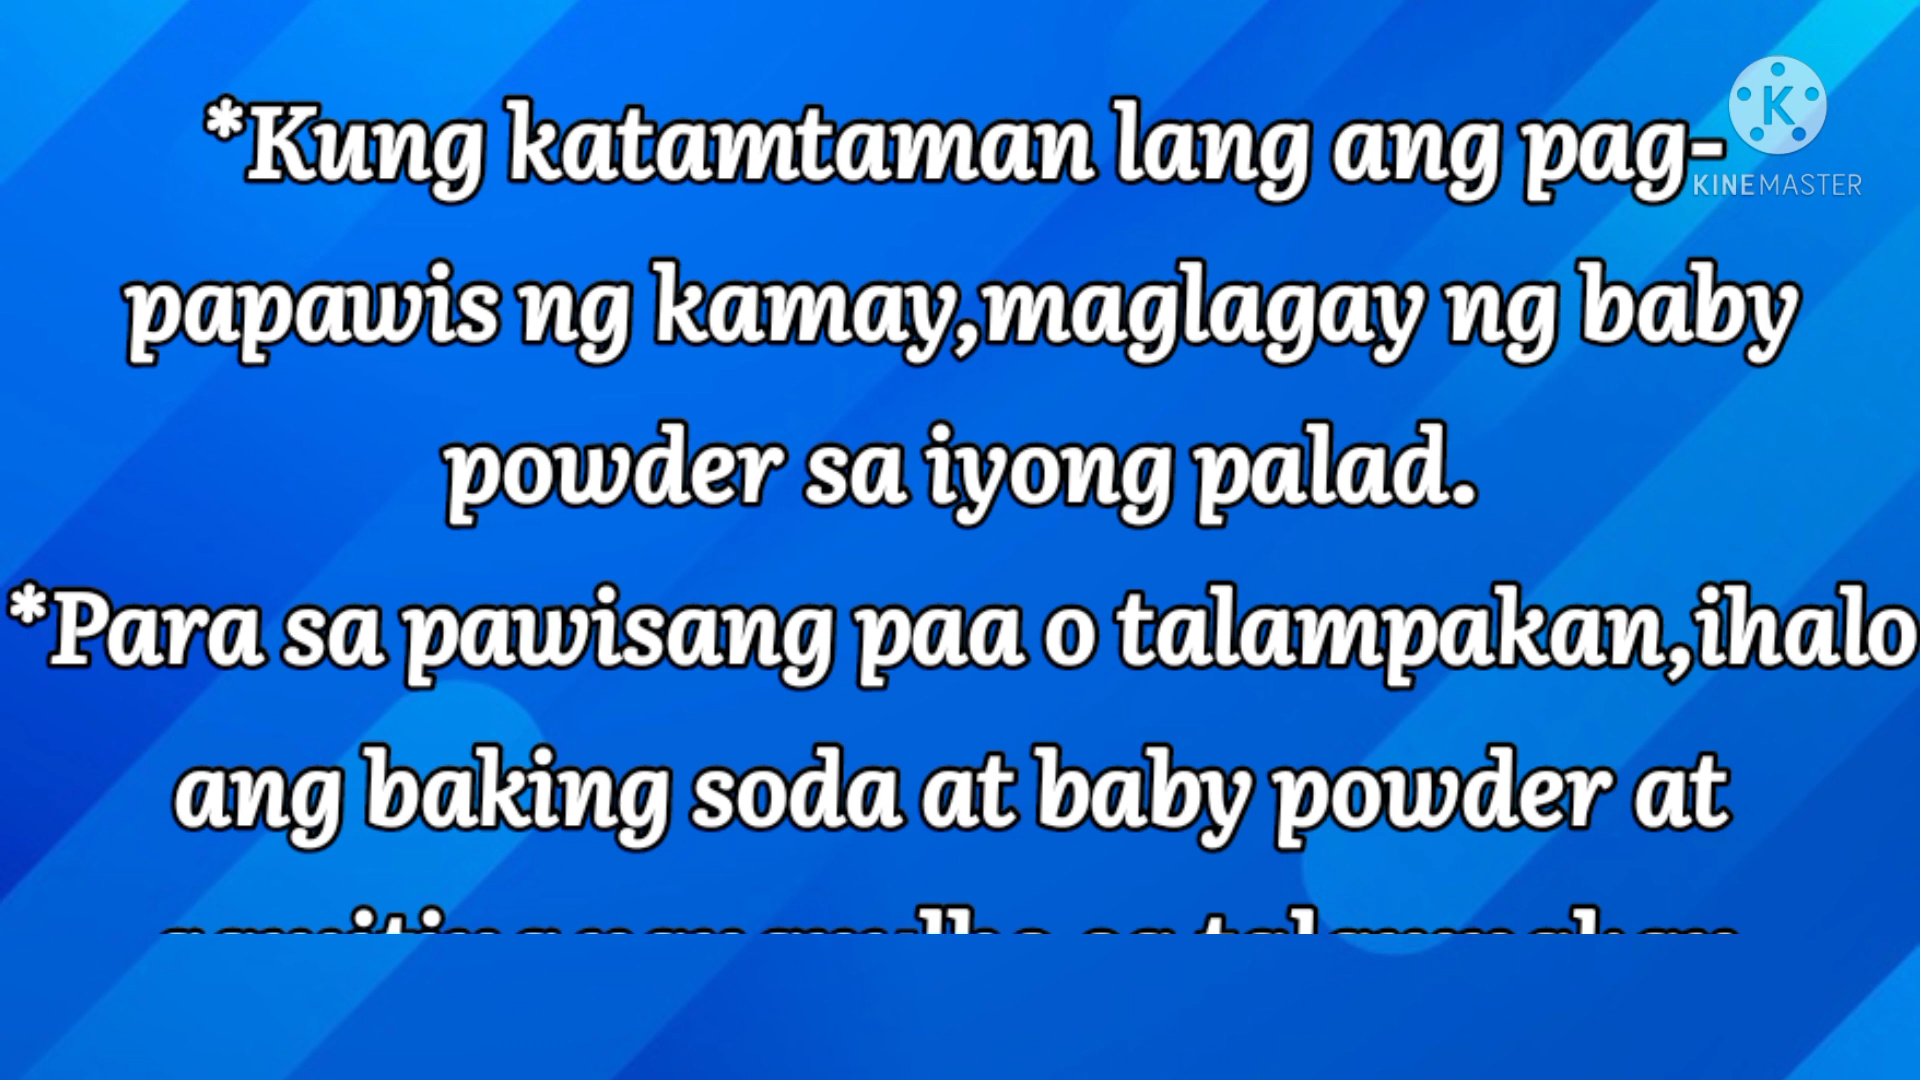 *Kung katamtaman lang ang pag-
KINEMASTER
papawis ng kamay,maglagay ng baby
powder sa iyong palad.
*Para sa pawisang paa o talampakan,ihalo
ang baking soda at baby powder at